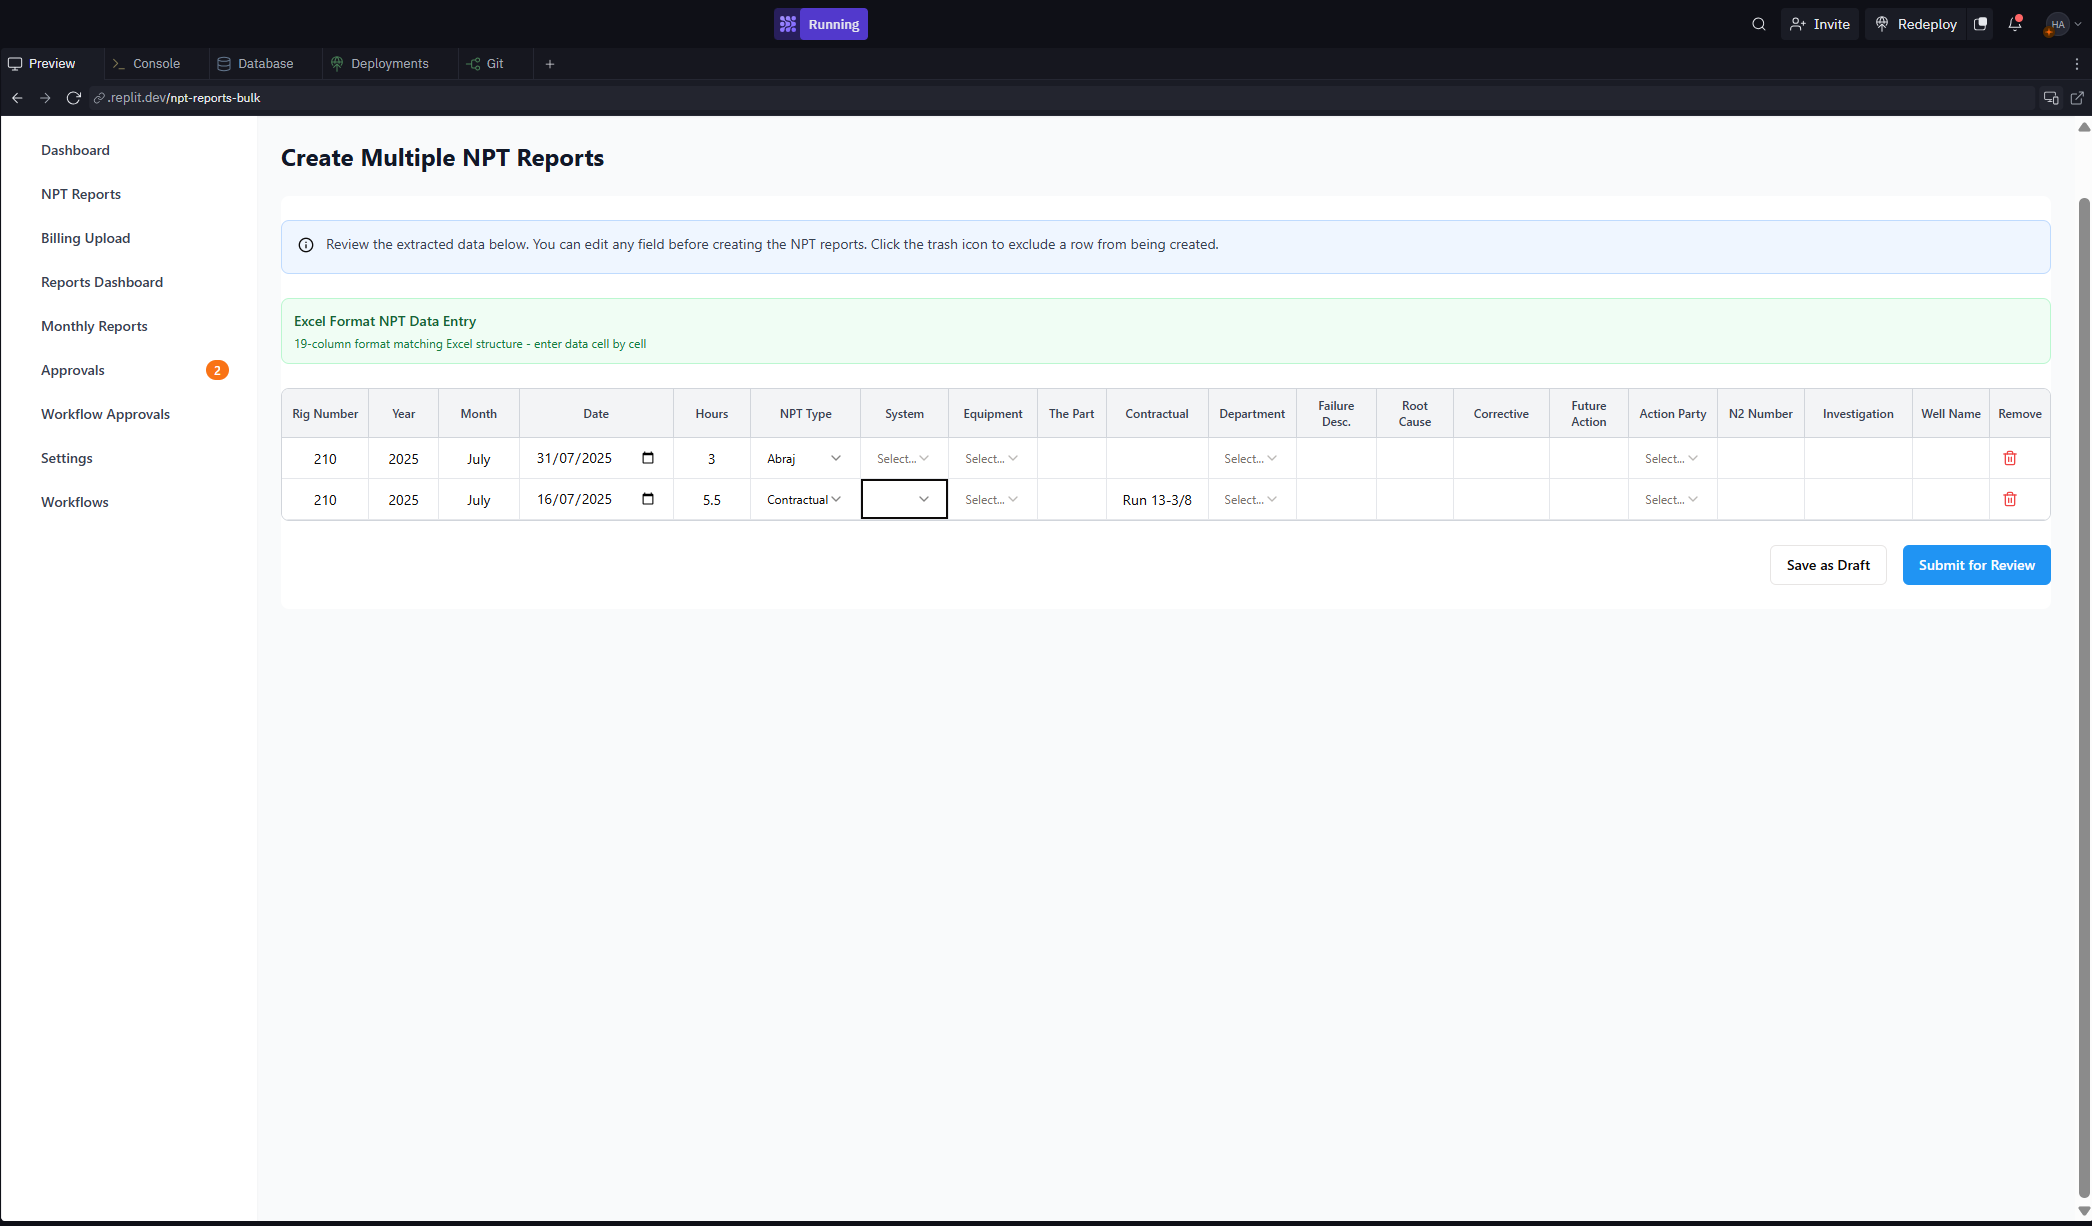 Running
Invite
Redeploy
HA
Preview
Console
Database
Deployments
Git
.replit.dev/npt-reports-bulk
Dashboard
NPT Reports
Billing Upload
Reports Dashboard
Monthly Reports
Approvals 2
Workflow Approvals
Settings
Workflows
Create Multiple NPT Reports
Review the extracted data below. You can edit any field before creating the NPT reports. Click the trash icon to exclude a row from being created.
Excel Format NPT Data Entry
19-column format matching Excel structure - enter data cell by cell
Rig Number Year Month Date Hours NPT Type System Equipment The Part Contractual Department Failure Desc. Root Cause Corrective Future Action Action Party N2 Number Investigation Well Name Remove
210 2025 July 31/07/2025 3 Abraj Select... Select... Select... Select...
210 2025 July 16/07/2025 5.5 Contractual Select... Run 13-3/8 Select... Select...
Save as Draft
Submit for Review